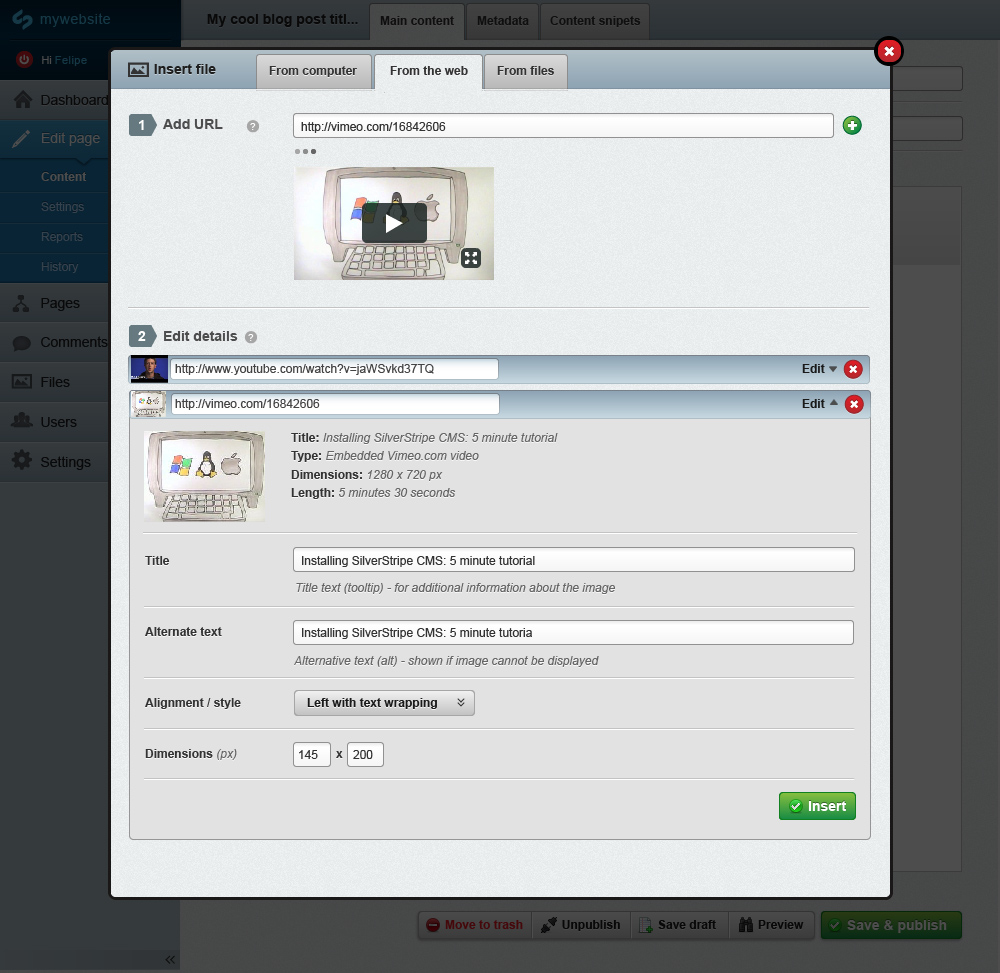 mywebsite
My cool blog post titl...
Main content
Metadata
Content snipets
Hi Felipe
Dashboard
Edit page
Content
Settings
Reports
History
Pages
Comments
Files
Users
Settings
Insert file
From computer
From the web
From files
1 Add URL ?
http://vimeo.com/16842606
2 Edit details ?
http://www.youtube.com/watch?v=jaWSvkd37TQ
Edit
http://vimeo.com/16842606
Edit
Title: Installing SilverStripe CMS: 5 minute tutorial
Type: Embedded Vimeo.com video
Dimensions: 1280 x 720 px
Length: 5 minutes 30 seconds
Title
Installing SilverStripe CMS: 5 minute tutorial
Title text (tooltip) - for additional information about the image
Alternate text
Installing SilverStripe CMS: 5 minute tutoria
Alternative text (alt) - shown if image cannot be displayed
Alignment / style
Left with text wrapping
Dimensions (px)
145 x 200
Insert
Move to trash
Unpublish
Save draft
Preview
Save & publish